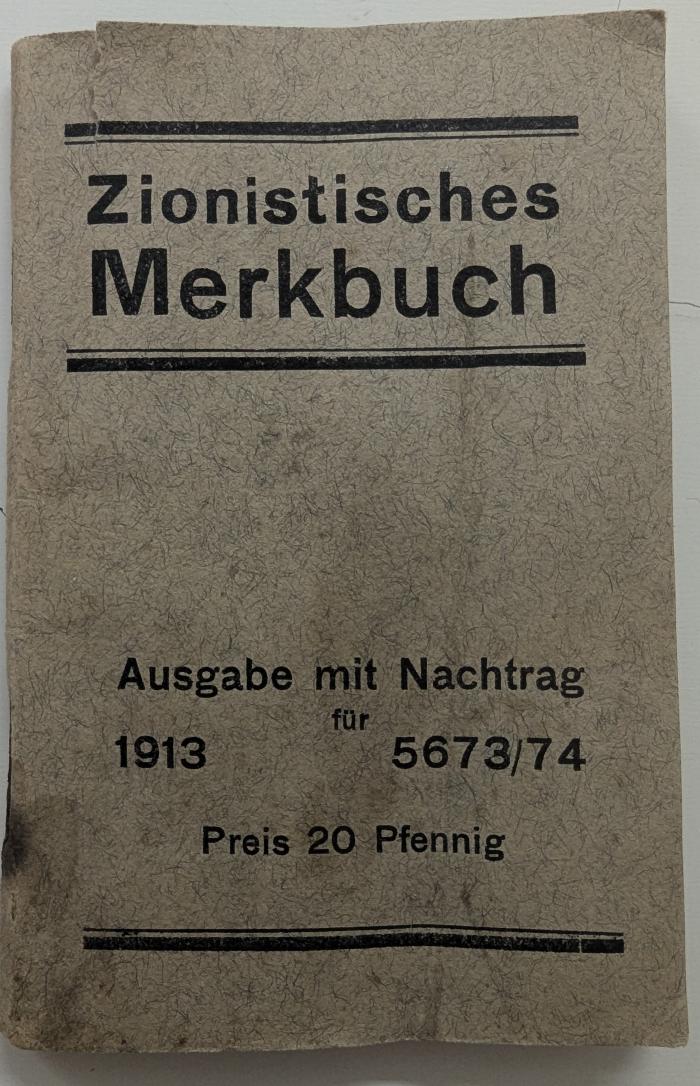 Zionistisches
Merkbuch
Ausgabe mit Nachtrag
für
1913 5673/74
Preis 20 Pfennig